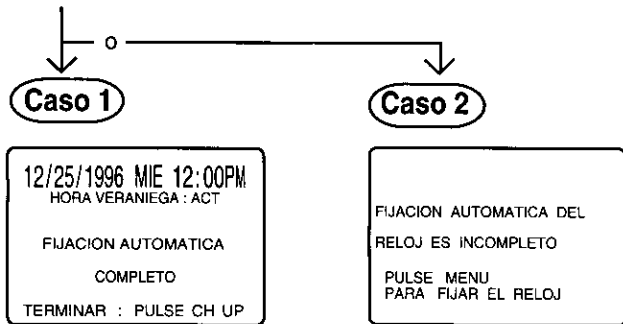 o
Caso 1
Caso 2
12/25/1996 MIE 12:00PM
HORA VERANIEGA : ACT
FIJACION AUTOMATICA
COMPLETO
TERMINAR : PULSE CH UP
FIJACION AUTOMATICA DEL
RELOJ ES INCOMPLETO
PULSE MENU
PARA FIJAR EL RELOJ